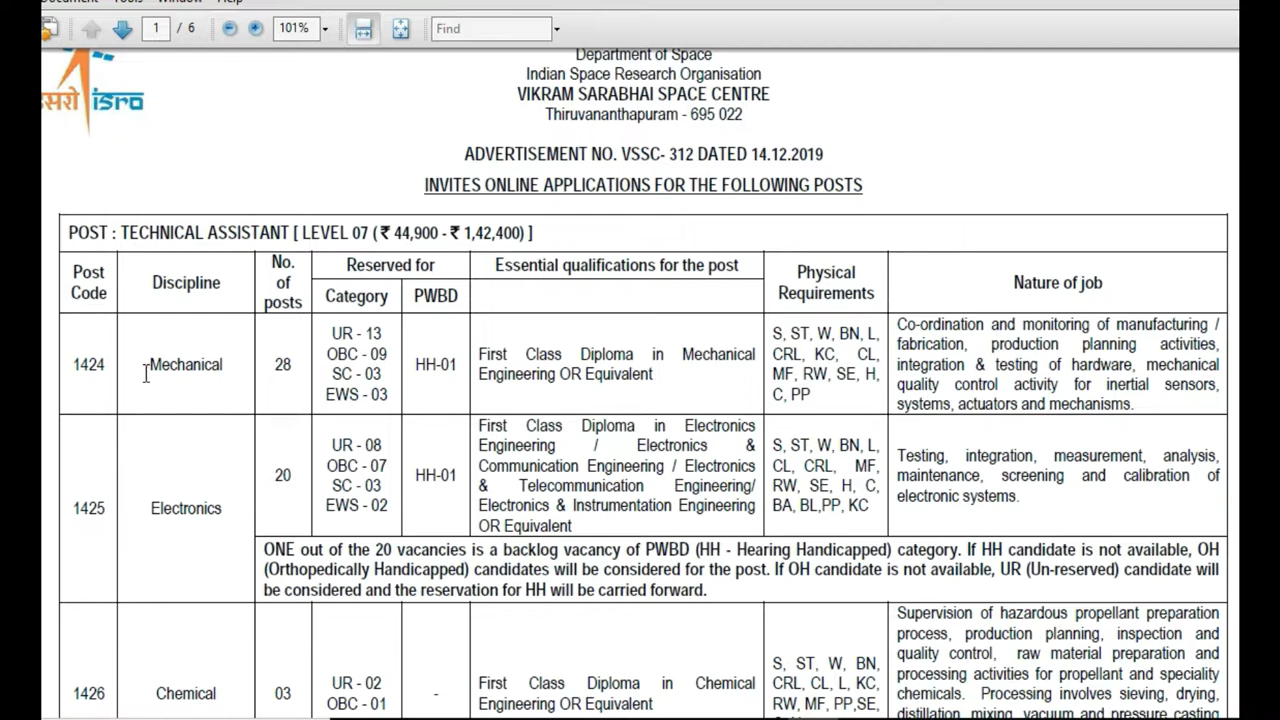 Document Tools Window Help
1 / 6 101% Find
Department of Space
इसरो isro
Indian Space Research Organisation
VIKRAM SARABHAI SPACE CENTRE
Thiruvananthapuram - 695 022
ADVERTISEMENT NO. VSSC- 312 DATED 14.12.2019
INVITES ONLINE APPLICATIONS FOR THE FOLLOWING POSTS
POST : TECHNICAL ASSISTANT [ LEVEL 07 ( ₹ 44,900 - ₹ 1,42,400) ]
Post
Code
Discipline
No.
of
posts
Reserved for
Category
PWBD
Essential qualifications for the post
Physical
Requirements
Nature of job
1424
Mechanical
28
UR - 13
OBC - 09
SC - 03
EWS - 03
HH-01
First Class Diploma in Mechanical
Engineering OR Equivalent
S, ST, W, BN, L,
CRL, KC, CL,
MF, RW, SE, H,
C, PP
Co-ordination and monitoring of manufacturing /
fabrication, production planning activities,
integration & testing of hardware, mechanical
quality control activity for inertial sensors,
systems, actuators and mechanisms.
1425
Electronics
20
UR - 08
OBC - 07
SC - 03
EWS - 02
HH-01
First Class Diploma in Electronics
Engineering / Electronics &
Communication Engineering / Electronics
& Telecommunication Engineering/
Electronics & Instrumentation Engineering
OR Equivalent
S, ST, W, BN, L,
CL, CRL, MF,
RW, SE, H, C,
BA, BL,PP, KC
Testing, integration, measurement, analysis,
maintenance, screening and calibration of
electronic systems.
ONE out of the 20 vacancies is a backlog vacancy of PWBD (HH - Hearing Handicapped) category. If HH candidate is not available, OH
(Orthopedically Handicapped) candidates will be considered for the post. If OH candidate is not available, UR (Un-reserved) candidate will
be considered and the reservation for HH will be carried forward.
1426
Chemical
03
UR - 02
OBC - 01
-
First Class Diploma in Chemical
Engineering OR Equivalent
S, ST, W, BN,
CRL, CL, L, KC,
RW, MF, PP,SE,
Supervision of hazardous propellant preparation
process, production planning, inspection and
quality control, raw material preparation and
processing activities for propellant and speciality
chemicals. Processing involves sieving, drying,
distillation, mixing, vacuum and pressure casting